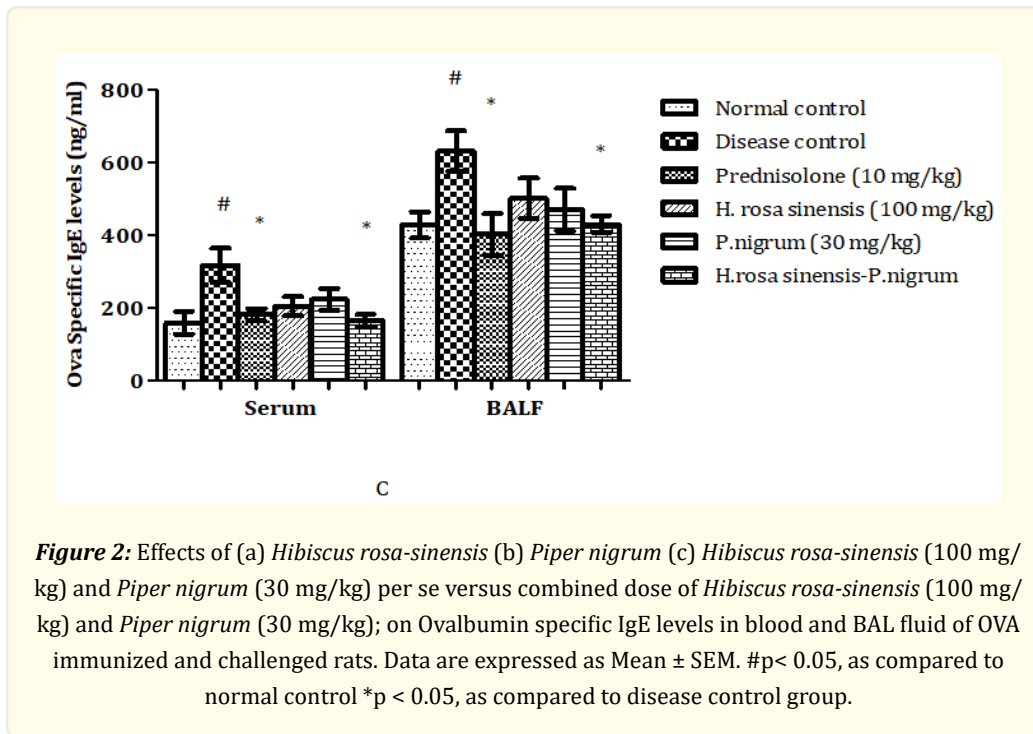 Ova Specific IgE levels (ng/ml)
800
600
400
200
0
#
*
*
#
*
*
Serum
BALF
Normal control
Disease control
Prednisolone (10 mg/kg)
H. rosa sinensis (100 mg/kg)
P.nigrum (30 mg/kg)
H.rosa sinensis-P.nigrum
C
Figure 2: Effects of (a) Hibiscus rosa-sinensis (b) Piper nigrum (c) Hibiscus rosa-sinensis (100 mg/
kg) and Piper nigrum (30 mg/kg) per se versus combined dose of Hibiscus rosa-sinensis (100 mg/
kg) and Piper nigrum (30 mg/kg); on Ovalbumin specific IgE levels in blood and BAL fluid of OVA
immunized and challenged rats. Data are expressed as Mean ± SEM. #p< 0.05, as compared to
normal control *p < 0.05, as compared to disease control group.